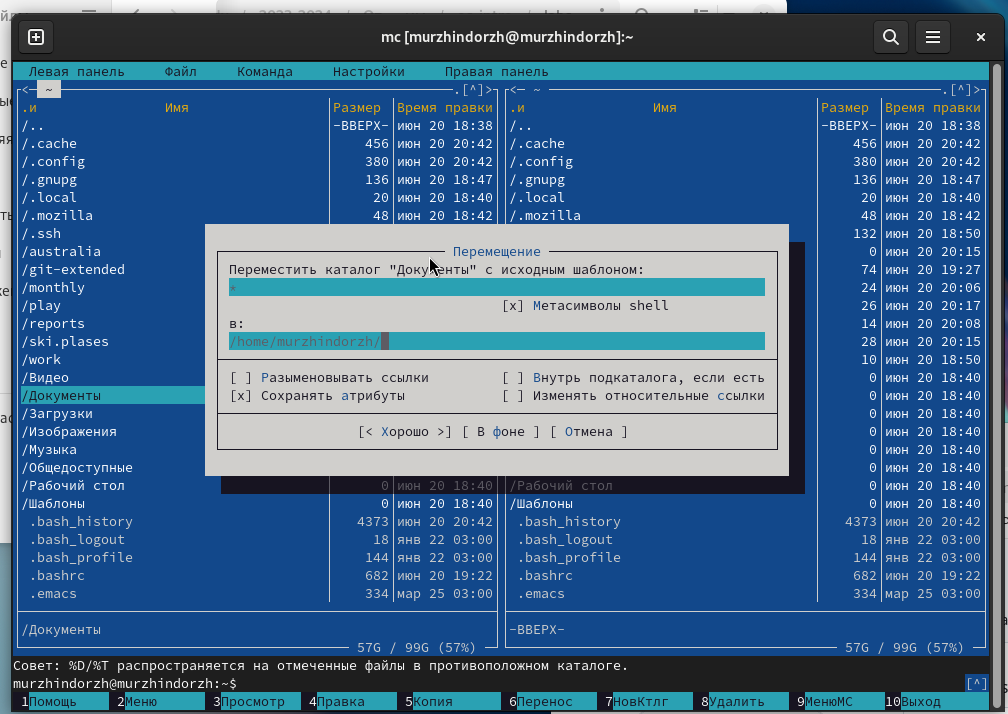 mc [murzhindorzh@murzhindorzh]:~
Левая панель Файл Команда Настройки Правая панель
<─ ~ .[^]> <─ ~ .[^]>
.и Имя Размер Время правки .и Имя Размер Время правки
/.. -ВВЕРХ- июн 20 18:38 /.. -ВВЕРХ- июн 20 18:38
/.cache 456 июн 20 20:42 /.cache 456 июн 20 20:42
/.config 380 июн 20 20:42 /.config 380 июн 20 20:42
/.gnupg 136 июн 20 18:47 /.gnupg 136 июн 20 18:47
/.local 20 июн 20 18:40 /.local 20 июн 20 18:40
/.mozilla 48 июн 20 18:42 /.mozilla 48 июн 20 18:42
/.ssh 132 июн 20 18:50
/australia Перемещение 0 июн 20 20:15
/git-extended Переместить каталог "Документы" с исходным шаблоном: 74 июн 20 19:27
/monthly * 24 июн 20 20:06
/play [x] Метасимволы shell 26 июн 20 20:17
/reports в: 14 июн 20 20:08
/ski.plases /home/murzhindorzh/ 28 июн 20 20:15
/work 10 июн 20 18:50
/Видео [ ] Разыменовывать ссылки [ ] Внутрь подкаталога, если есть 0 июн 20 18:40
/Документы [x] Сохранять атрибуты [ ] Изменять относительные ссылки 0 июн 20 18:40
/Загрузки 0 июн 20 18:40
/Изображения [< Хорошо >] [ В фоне ] [ Отмена ] 0 июн 20 18:40
/Музыка 0 июн 20 18:40
/Общедоступные 0 июн 20 18:40
/Рабочий стол 0 июн 20 18:40 /Рабочий стол 0 июн 20 18:40
/Шаблоны 0 июн 20 18:40 /Шаблоны 0 июн 20 18:40
.bash_history 4373 июн 20 20:42 .bash_history 4373 июн 20 20:42
.bash_logout 18 янв 22 03:00 .bash_logout 18 янв 22 03:00
.bash_profile 144 янв 22 03:00 .bash_profile 144 янв 22 03:00
.bashrc 682 июн 20 19:22 .bashrc 682 июн 20 19:22
.emacs 334 мар 25 03:00 .emacs 334 мар 25 03:00
/Документы -ВВЕРХ-
57G / 99G (57%) 57G / 99G (57%)
Совет: %D/%T распространяется на отмеченные файлы в противоположном каталоге.
murzhindorzh@murzhindorzh:~$ [^]
1Помощь 2Меню 3Просмотр 4Правка 5Копия 6Перенос 7НовКтлг 8Удалить 9МенюMC 10Выход